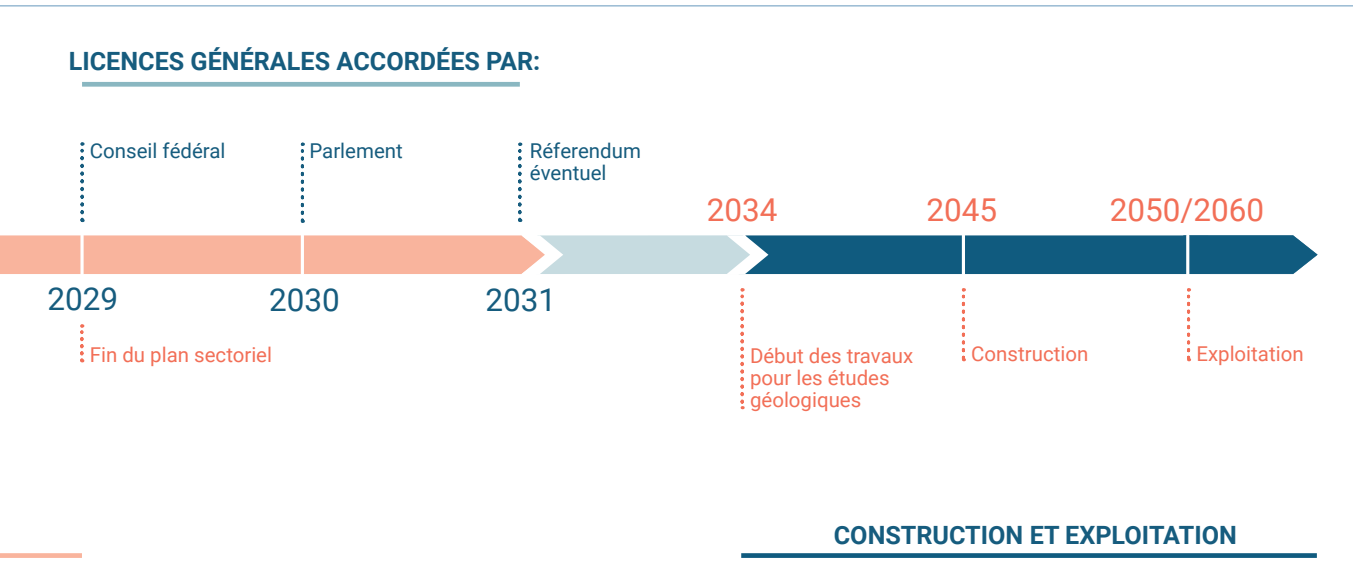 LICENCES GÉNÉRALES ACCORDÉES PAR:
Conseil fédéral
Parlement
Réferendum
éventuel
2034
2045
2050/2060
2029
2030
2031
Fin du plan sectoriel
Début des travaux
pour les études
géologiques
Construction
Exploitation
CONSTRUCTION ET EXPLOITATION